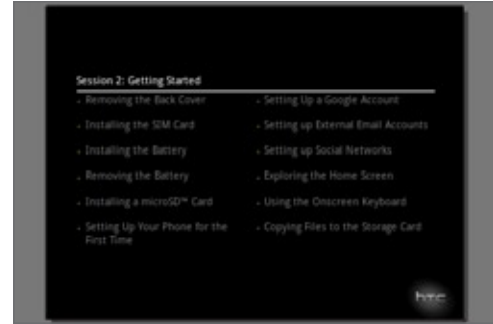 Session 2: Getting Started
- Removing the Back Cover
- Installing the SIM Card
- Installing the Battery
- Removing the Battery
- Installing a microSD™ Card
- Setting Up Your Phone for the
First Time
- Setting Up a Google Account
- Setting up External Email Accounts
- Setting up Social Networks
- Exploring the Home Screen
- Using the Onscreen Keyboard
- Copying Files to the Storage Card
htc